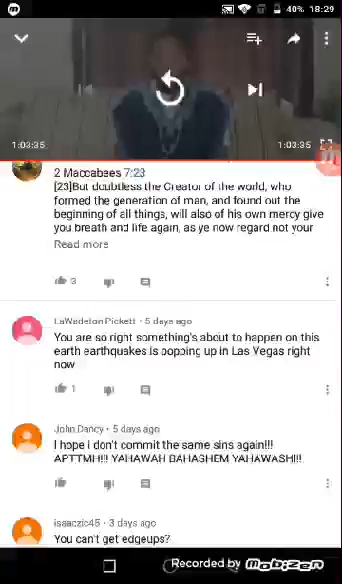 40% 18:29
1:03:35 1:03:35
2 Maccabees 7:23
[23]But doubtless the Creator of the world, who
formed the generation of man, and found out the
beginning of all things, will also of his own mercy give
you breath and life again, as ye now regard not your
Read more
3
LaWadeton Pickett · 5 days ago
You are so right something's about to happen on this
earth earthquakes is popping up in Las Vegas right
now
1
John Dancy · 5 days ago
I hope i don't commit the same sins again!!!
APTTMH!!! YAHAWAH BAHASHEM YAHAWASHI!!!
isaaczic45 · 3 days ago
You can't get edgeups?
Recorded by Mobizen